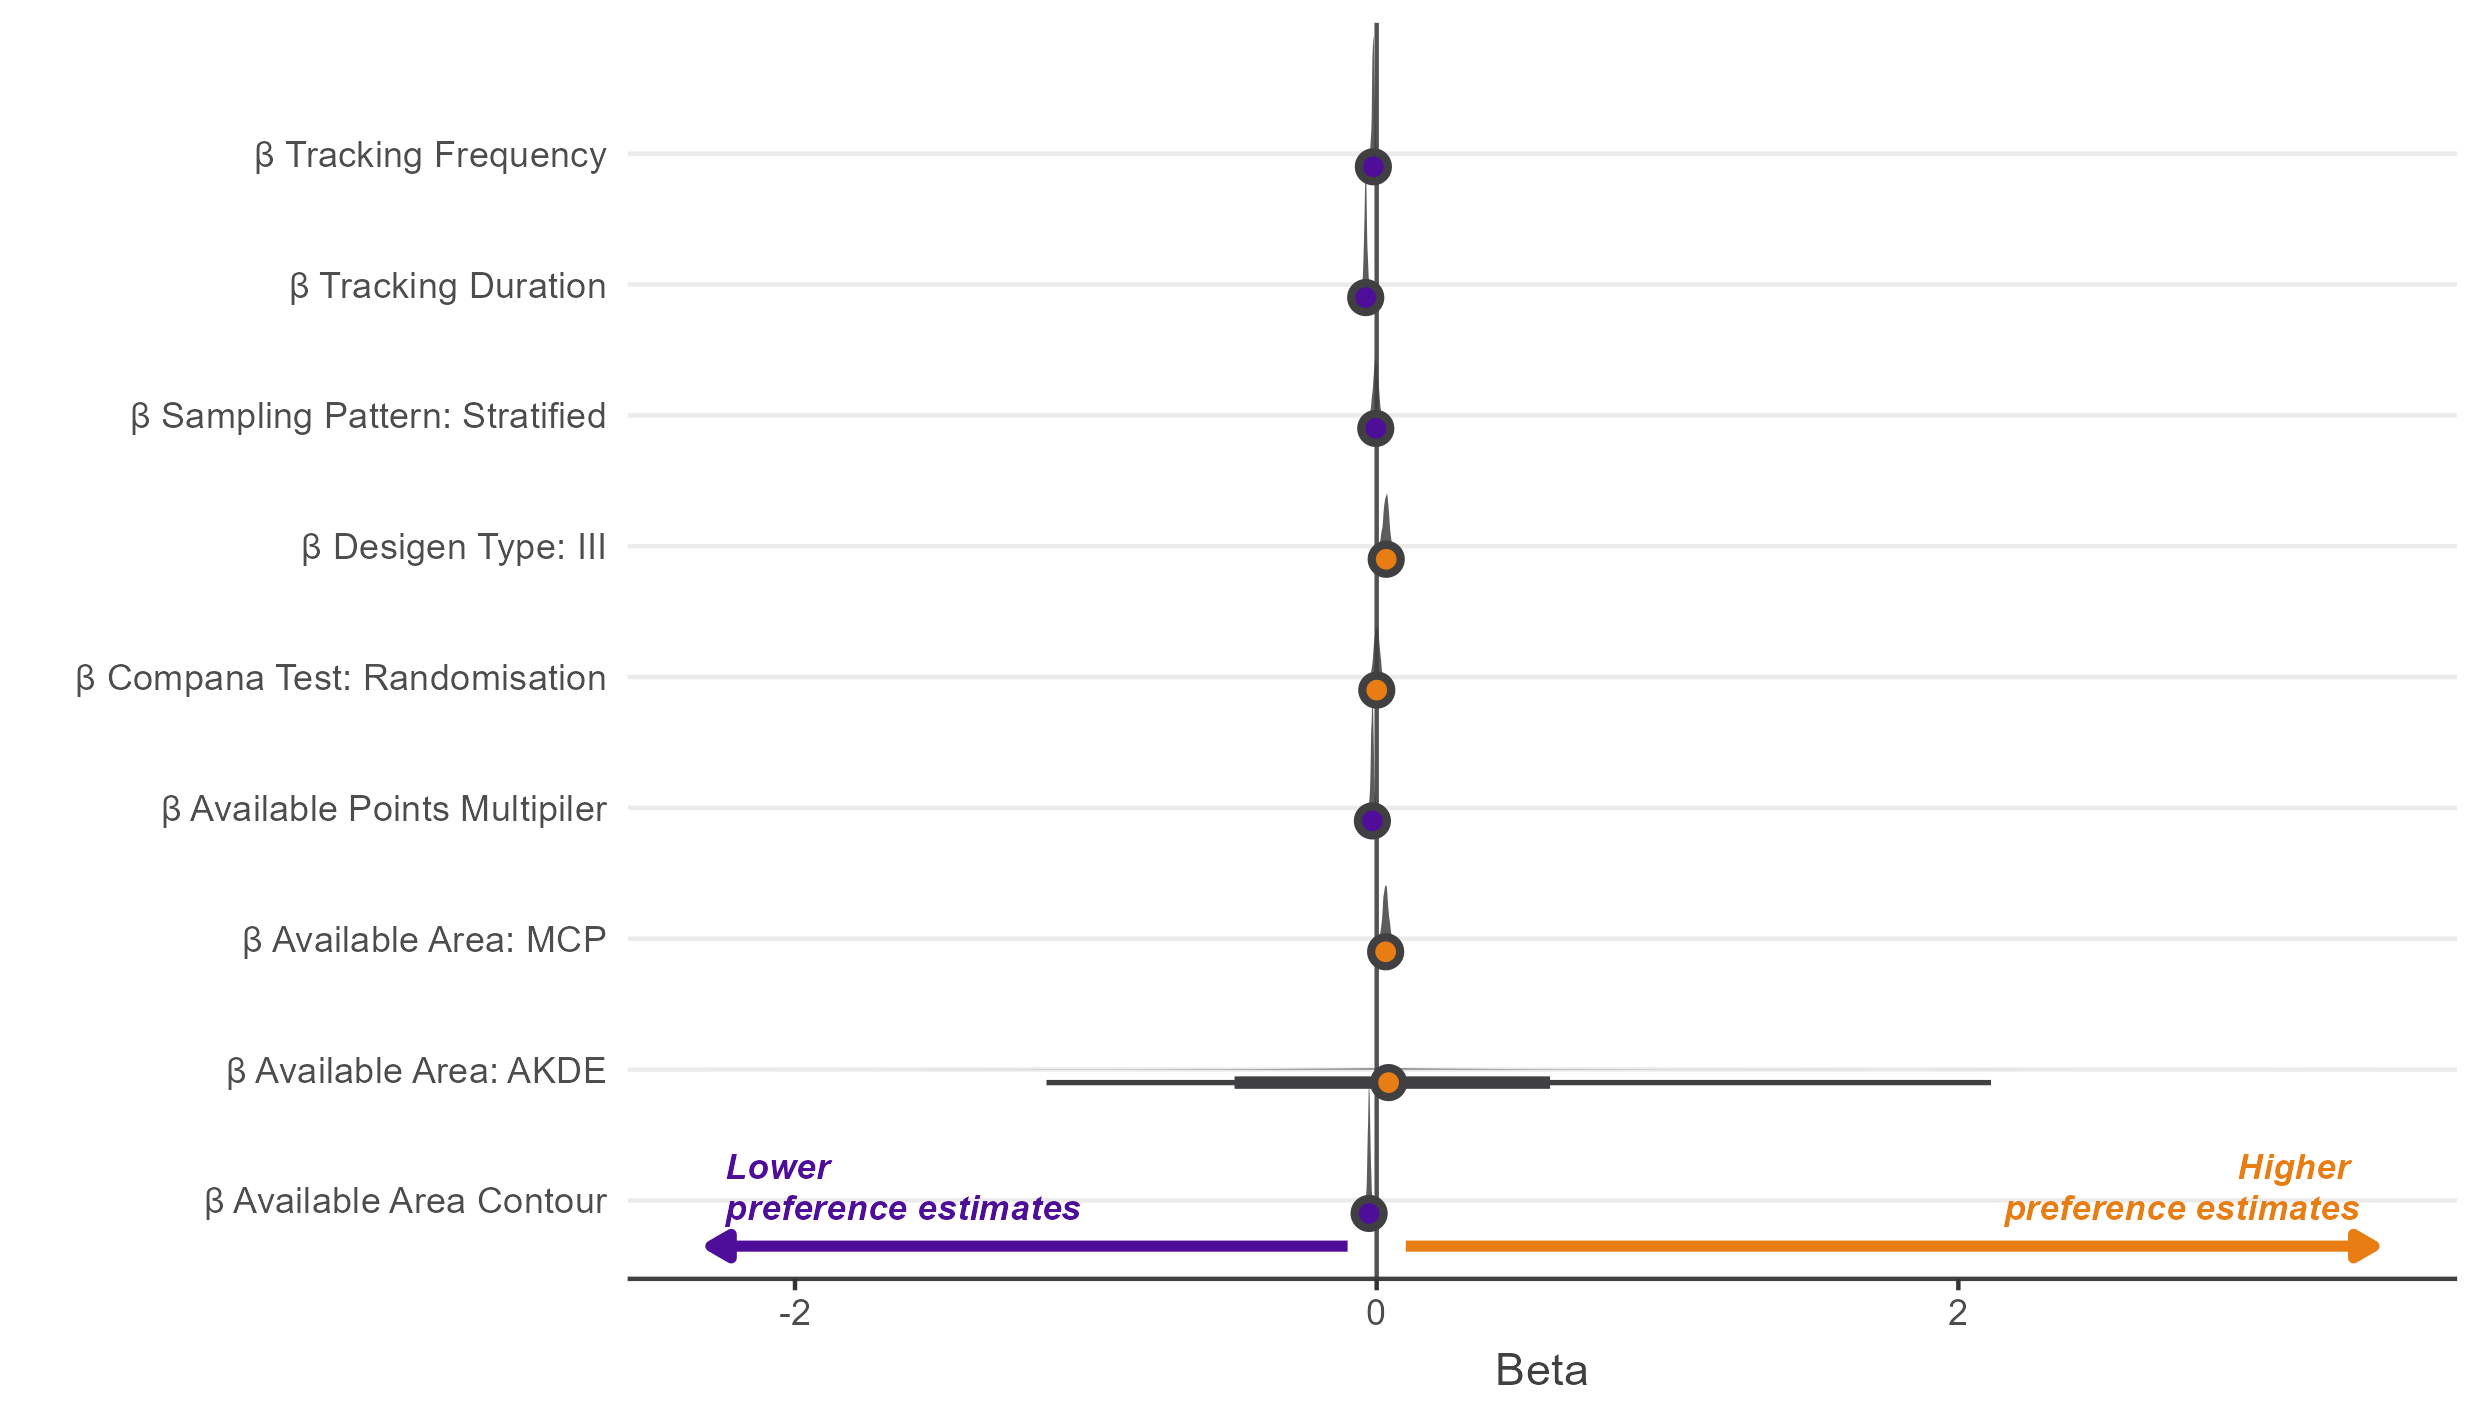 β Tracking Frequency
β Tracking Duration
β Sampling Pattern: Stratified
β Desigen Type: III
β Compana Test: Randomisation
β Available Points Multipiler
β Available Area: MCP
β Available Area: AKDE
β Available Area Contour
Lower
preference estimates
Higher
preference estimates
-2
0
2
Beta